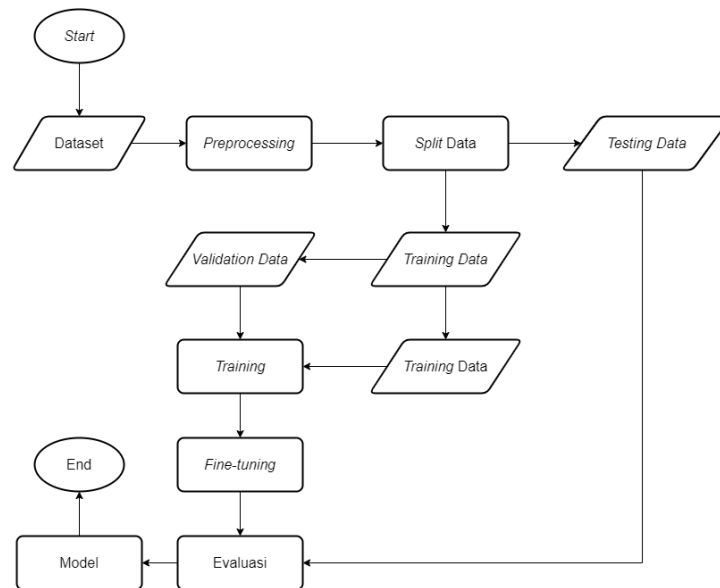 Start
Dataset
Preprocessing
Split Data
Testing Data
Validation Data
Training Data
Training
Training Data
End
Fine-tuning
Model
Evaluasi